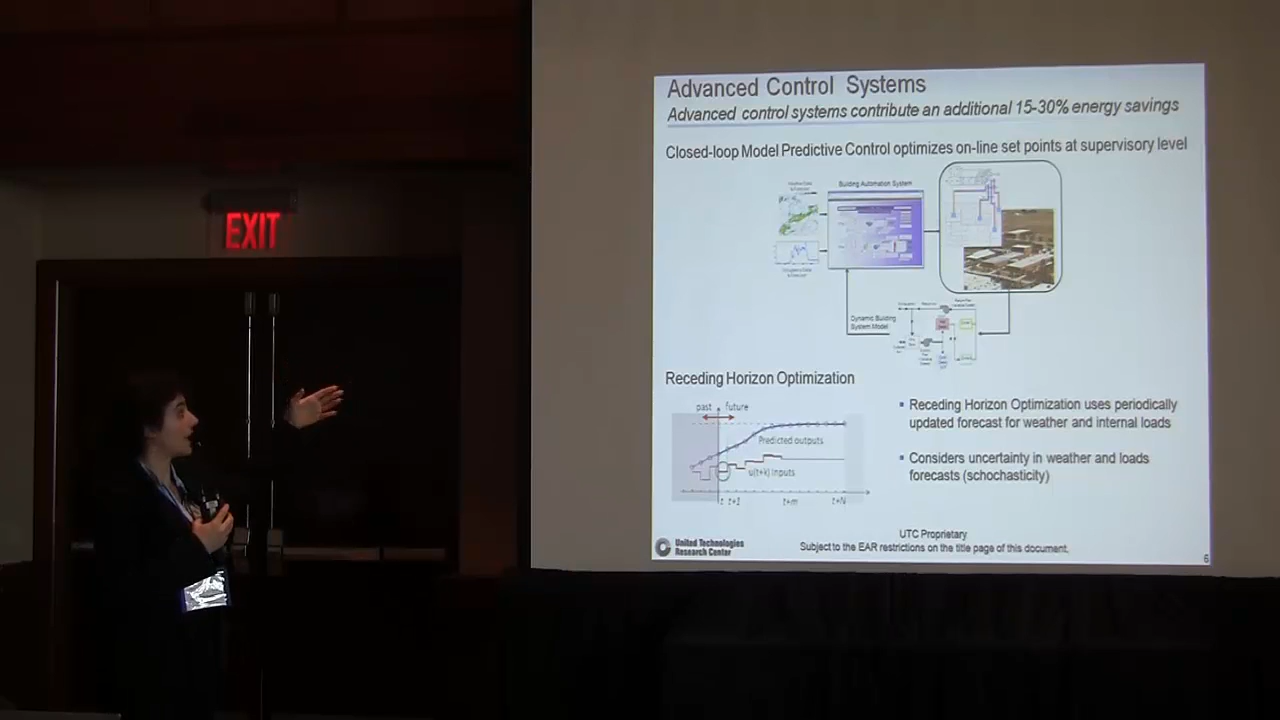 EXIT
Advanced Control Systems
Advanced control systems contribute an additional 15-30% energy savings
Closed-loop Model Predictive Control optimizes on-line set points at supervisory level
Building Automation System
Dynamic Building
System Model
Receding Horizon Optimization
past future
Predicted outputs
u(t+k) Inputs
t t+1 t+m t+N
Receding Horizon Optimization uses periodically
updated forecast for weather and internal loads
Considers uncertainty in weather and loads
forecasts (schochasticity)
United Technologies
Research Center
UTC Proprietary
Subject to the EAR restrictions on the title page of this document.
6